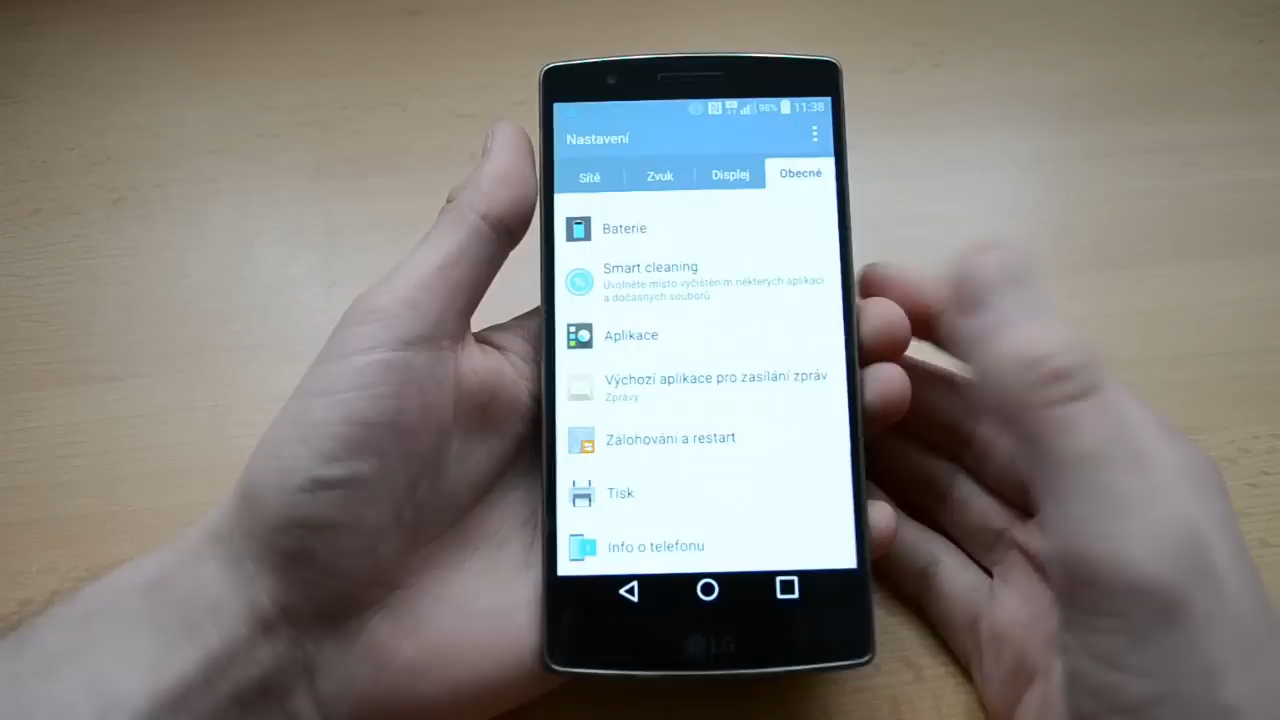 98% 11:38
Nastavení
Sítě Zvuk Displej Obecné
Baterie
Smart cleaning
Uvolněte místo vyčištěním některých aplikací
a dočasných souborů
Aplikace
Výchozí aplikace pro zasílání zpráv
Zprávy
Zálohování a restart
Tisk
Info o telefonu
LG